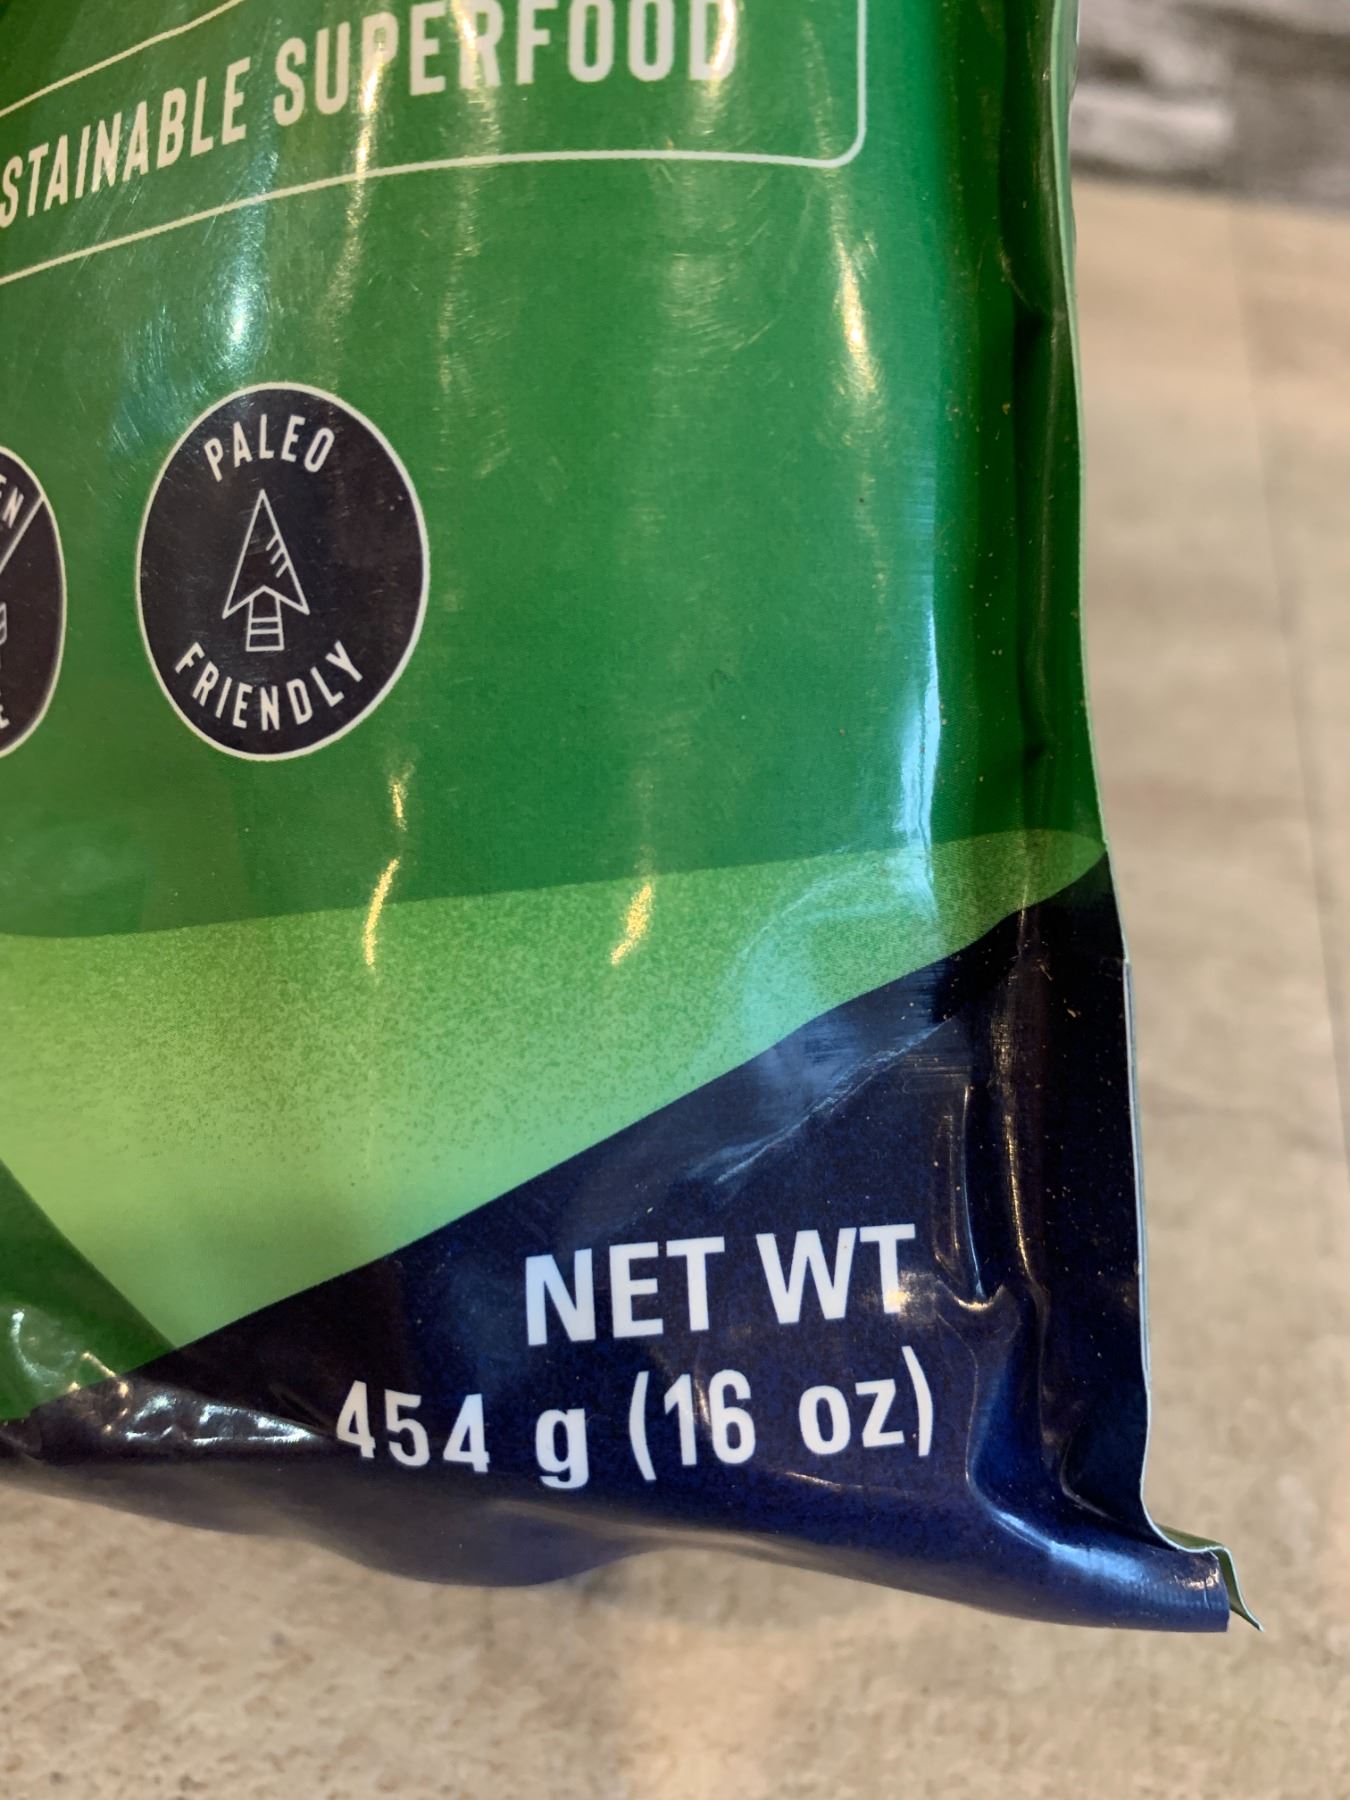 STAINABLE SUPERFOOD
PALEO
FRIENDLY
NET WT
454 g (16 oz)